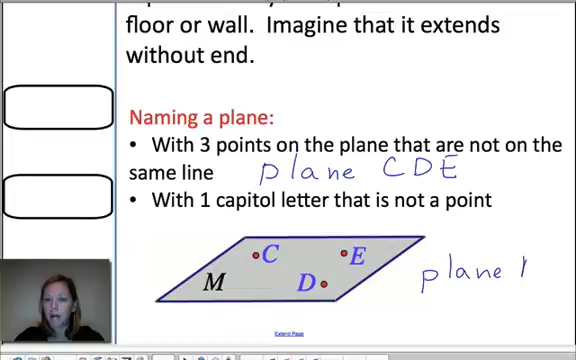 floor or wall.  Imagine that it extends
without end.
Naming a plane:
• With 3 points on the plane that are not on the
same line plane CDE
• With 1 capitol letter that is not a point
C
E
M
D
plane
Extend Page